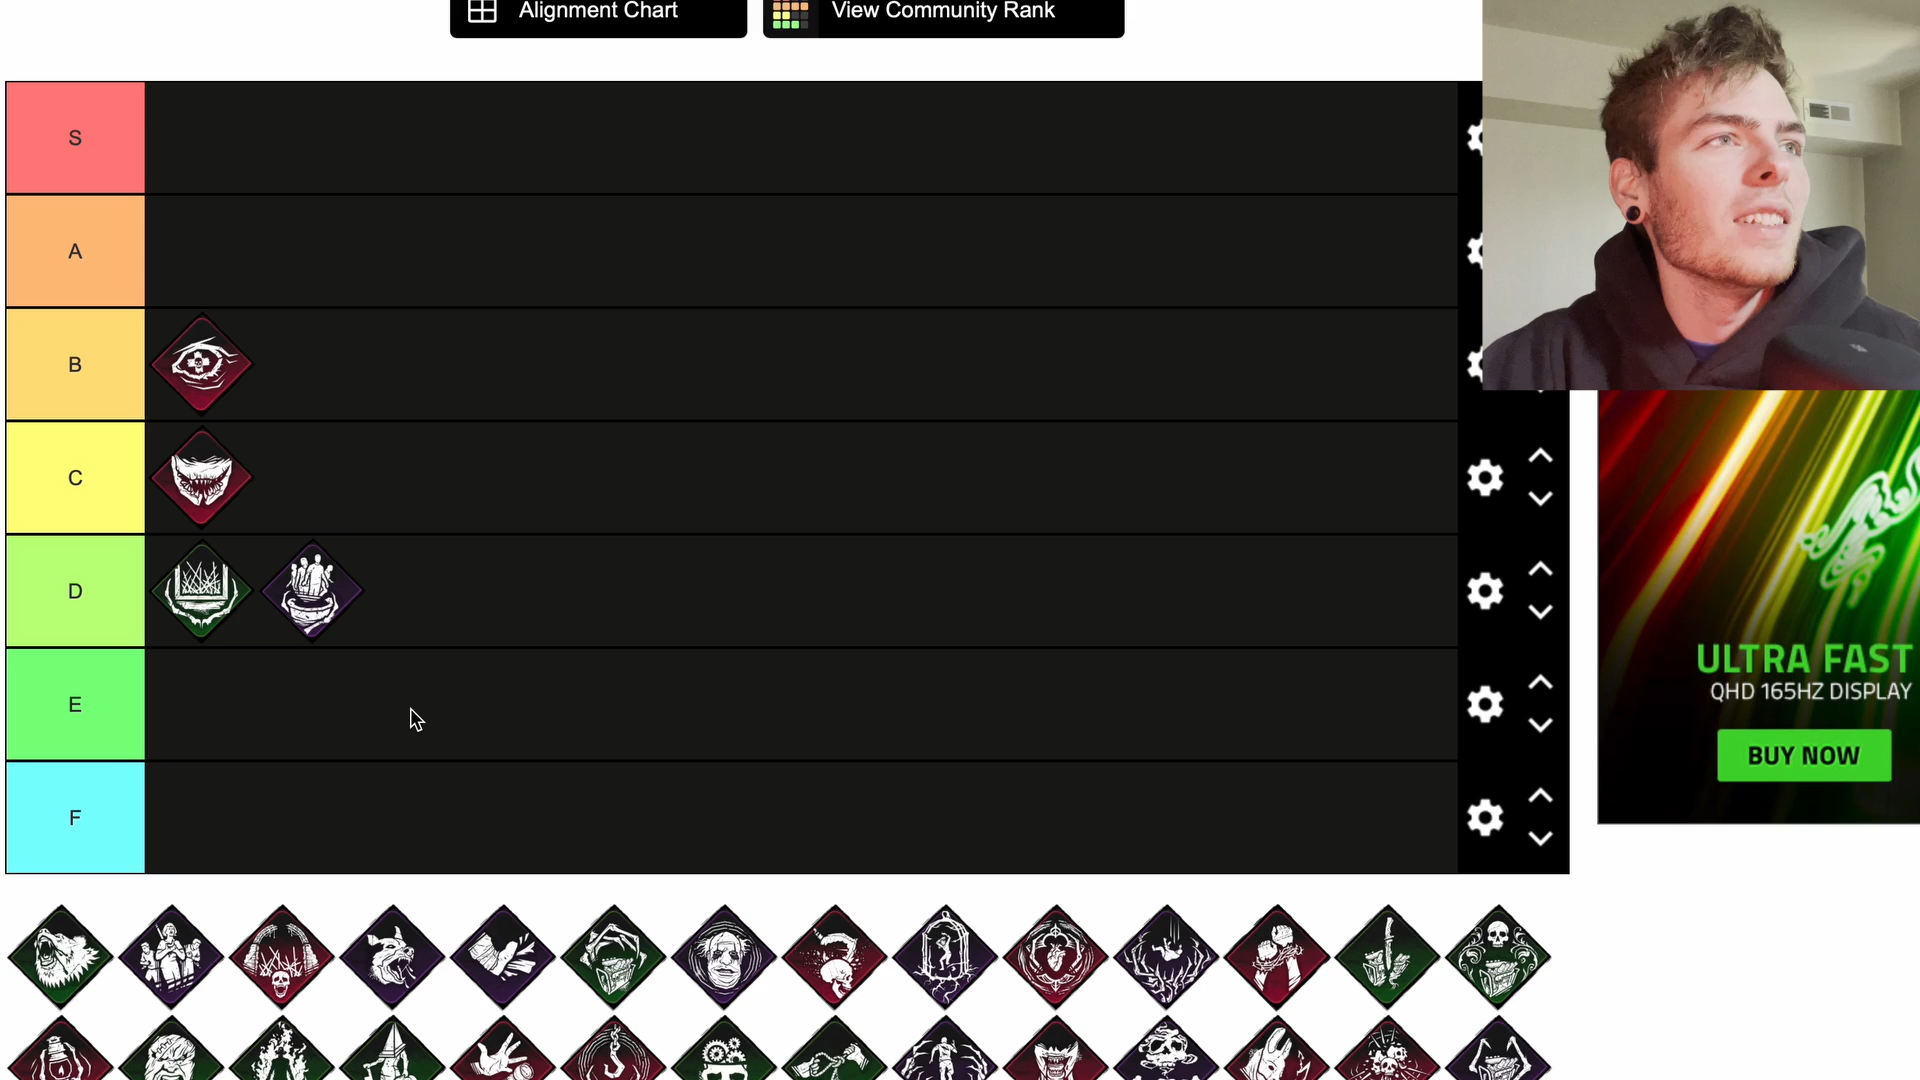 Alignment Chart
View Community Rank
S
A
B
C
D
E
F
ULTRA FAST
QHD 165HZ DISPLAY
BUY NOW